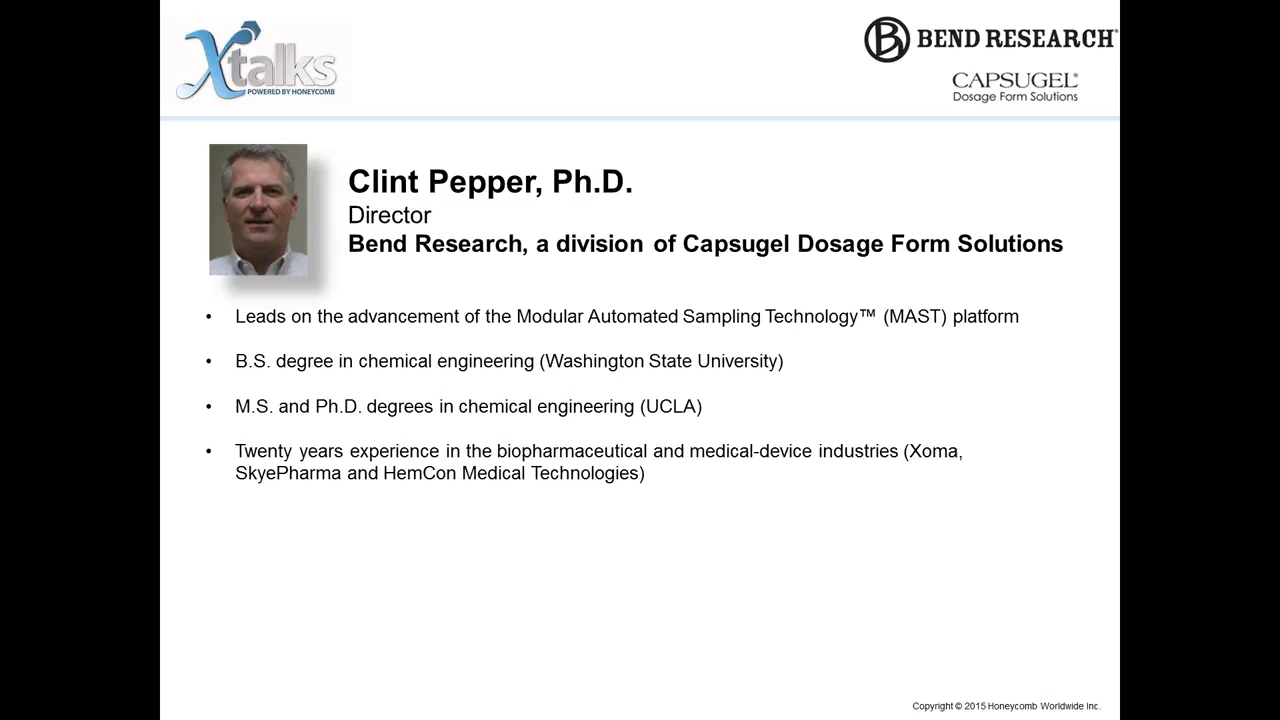 Xtalks
POWERED BY HONEYCOMB
B BEND RESEARCH®
CAPSUGEL®
Dosage Form Solutions
Clint Pepper, Ph.D.
Director
Bend Research, a division of Capsugel Dosage Form Solutions
• Leads on the advancement of the Modular Automated Sampling Technology™ (MAST) platform
• B.S. degree in chemical engineering (Washington State University)
• M.S. and Ph.D. degrees in chemical engineering (UCLA)
• Twenty years experience in the biopharmaceutical and medical-device industries (Xoma,
SkyePharma and HemCon Medical Technologies)
Copyright © 2015 Honeycomb Worldwide Inc.